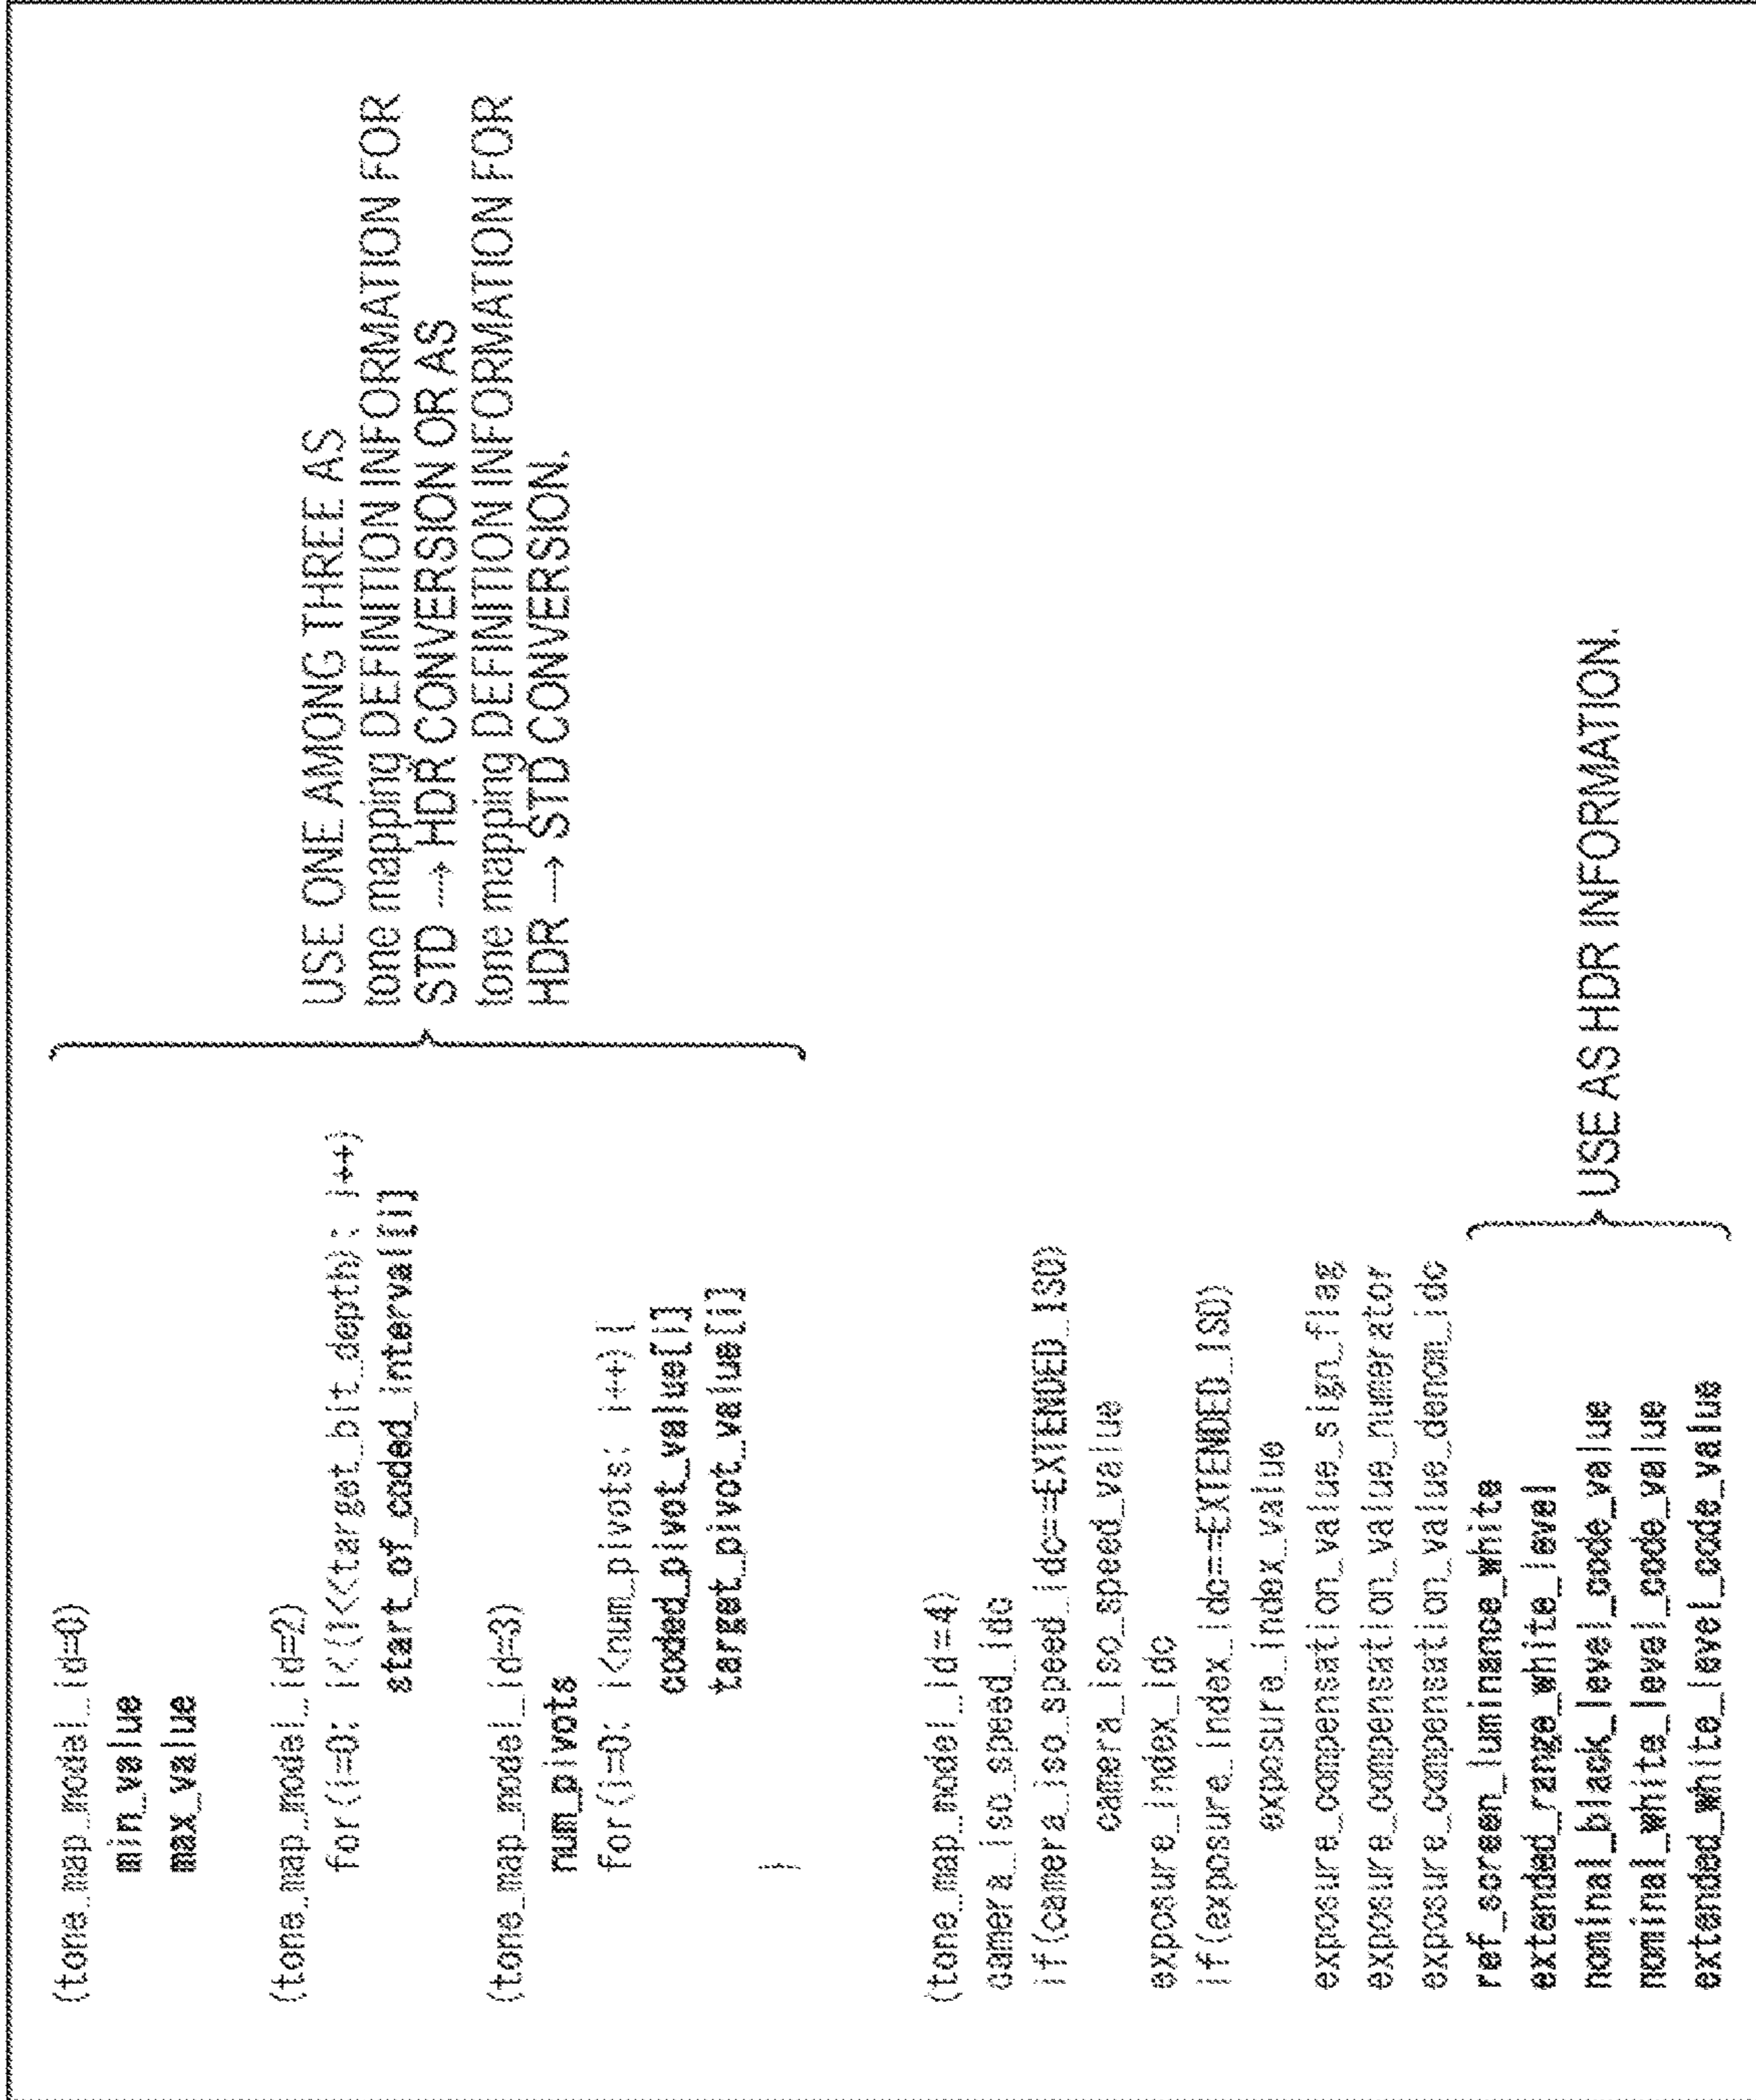 (tone_map_model_id=0)
min_value
max_value
(tone_map_model_id=2)
for(i=0; i<(1<<target_bit_depth); i++)
start_of_coded_interval[i]
(tone_map_model_id=3)
num_pivots
for(i=0; i<num_pivots; i++){
coded_pivot_value[i]
target_pivot_value[i]
}
USE ONE AMONG THREE AS
tone mapping DEFINITION INFORMATION FOR
STD → HDR CONVERSION OR AS
tone mapping DEFINITION INFORMATION FOR
HDR → STD CONVERSION.
(tone_map_model_id=4)
camera_iso_speed_idc
if(camera_iso_speed_idc==EXTENDED_ISO)
camera_iso_speed_value
exposure_index_idc
if(exposure_index_idc==EXTENDED_ISO)
exposure_index_value
exposure_compensation_value_sign_flag
exposure_compensation_value_numerator
exposure_compensation_value_denom_idc
ref_screen_luminance_white
extended_range_white_level
nominal_black_level_code_value
nominal_white_level_code_value
extended_white_level_code_value
USE AS HDR INFORMATION.